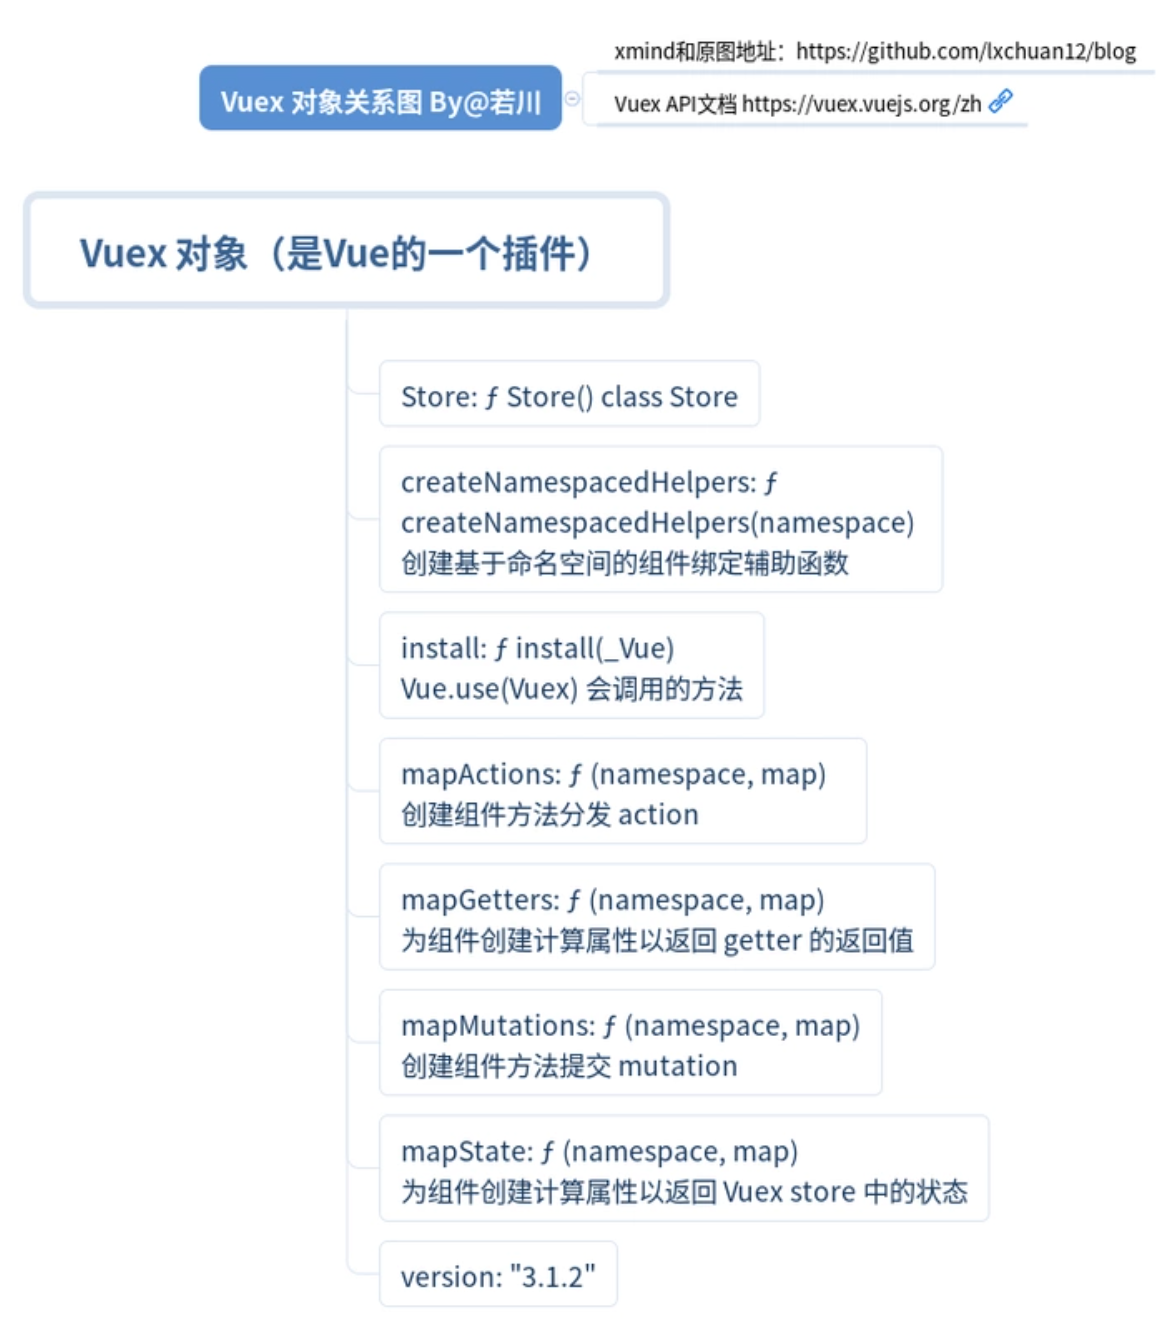 xmind和原图地址：https://github.com/lxchuan12/blog
Vuex 对象关系图 By@若川
Vuex API文档 https://vuex.vuejs.org/zh
Vuex 对象（是Vue的一个插件）
Store: ƒ Store() class Store
createNamespacedHelpers: ƒ
createNamespacedHelpers(namespace)
创建基于命名空间的组件绑定辅助函数
install: ƒ install(_Vue)
Vue.use(Vuex) 会调用的方法
mapActions: ƒ (namespace, map)
创建组件方法分发 action
mapGetters: ƒ (namespace, map)
为组件创建计算属性以返回 getter 的返回值
mapMutations: ƒ (namespace, map)
创建组件方法提交 mutation
mapState: ƒ (namespace, map)
为组件创建计算属性以返回 Vuex store 中的状态
version: "3.1.2"